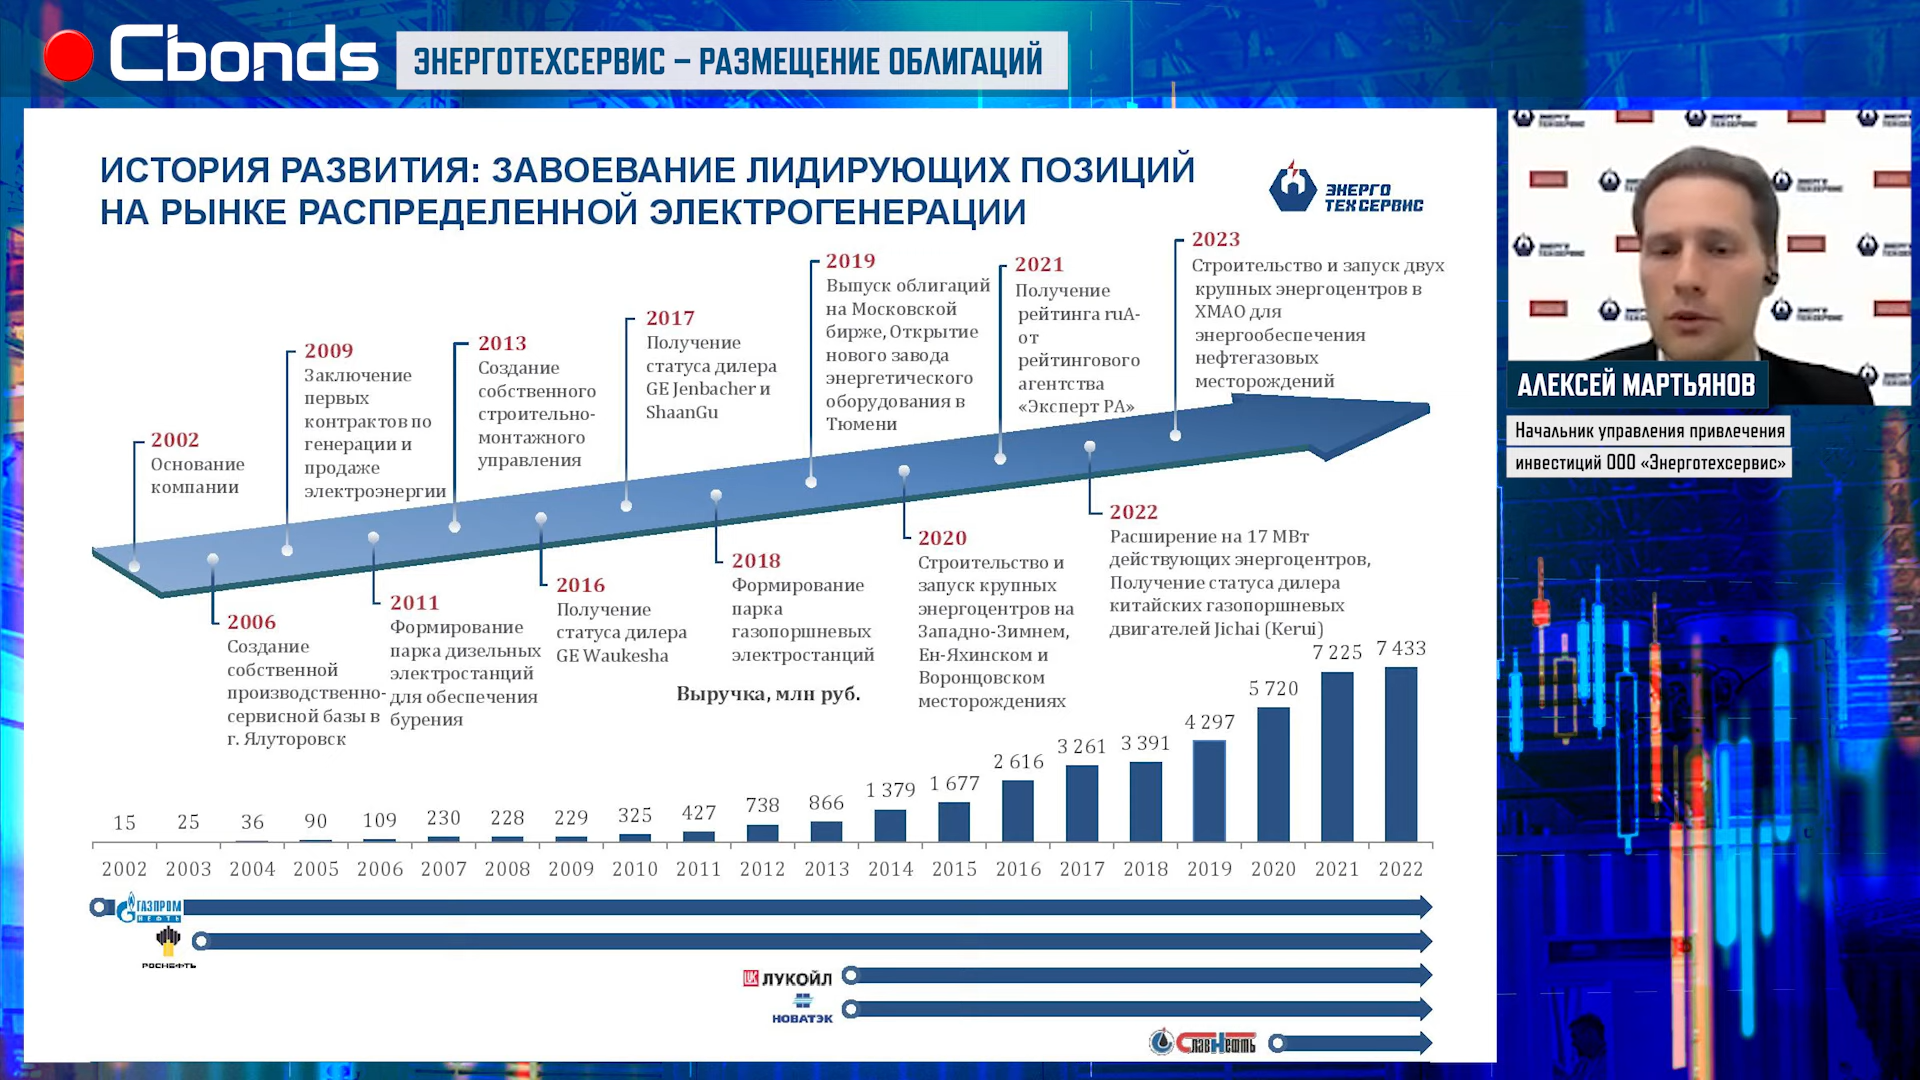 Cbonds
ЭНЕРГОТЕХСЕРВИС – РАЗМЕЩЕНИЕ ОБЛИГАЦИЙ
ИСТОРИЯ РАЗВИТИЯ: ЗАВОЕВАНИЕ ЛИДИРУЮЩИХ ПОЗИЦИЙ
НА РЫНКЕ РАСПРЕДЕЛЕННОЙ ЭЛЕКТРОГЕНЕРАЦИИ
ЭНЕРГО
ТЕХСЕРВИС
2002
Основание
компании
2006
Создание
собственной
производственно-
сервисной базы в
г. Ялуторовск
2009
Заключение
первых
контрактов по
генерации и
продаже
электроэнергии
2011
Формирование
парка дизельных
электростанций
для обеспечения
бурения
2013
Создание
собственного
строительно-
монтажного
управления
2016
Получение
статуса дилера
GE Waukesha
2017
Получение
статуса дилера
GE Jenbacher и
ShaanGu
2018
Формирование
парка
газопоршневых
электростанций
2019
Выпуск облигаций
на Московской
бирже, Открытие
нового завода
энергетического
оборудования в
Тюмени
2020
Строительство и
запуск крупных
энергоцентров на
Западно-Зимнем,
Ен-Яхинском и
Воронцовском
месторождениях
2021
Получение
рейтинга ruA-
от
рейтингового
агентства
«Эксперт РА»
2022
Расширение на 17 МВт
действующих энергоцентров,
Получение статуса дилера
китайских газопоршневых
двигателей Jichai (Kerui)
2023
Строительство и запуск двух
крупных энергоцентров в
ХМАО для
энергообеспечения
нефтегазовых
месторождений
Выручка, млн руб.
15 25 36 90 109 230 228 229 325 427 738 866 1 379 1 677 2 616 3 261 3 391 4 297 5 720 7 225 7 433
2002 2003 2004 2005 2006 2007 2008 2009 2010 2011 2012 2013 2014 2015 2016 2017 2018 2019 2020 2021 2022
ГАЗПРОМ
НЕФТЬ
РОСНЕФТЬ
ЛУКОЙЛ
НОВАТЭК
СлавНефть
АЛЕКСЕЙ МАРТЬЯНОВ
Начальник управления привлечения
инвестиций ООО «Энерготехсервис»